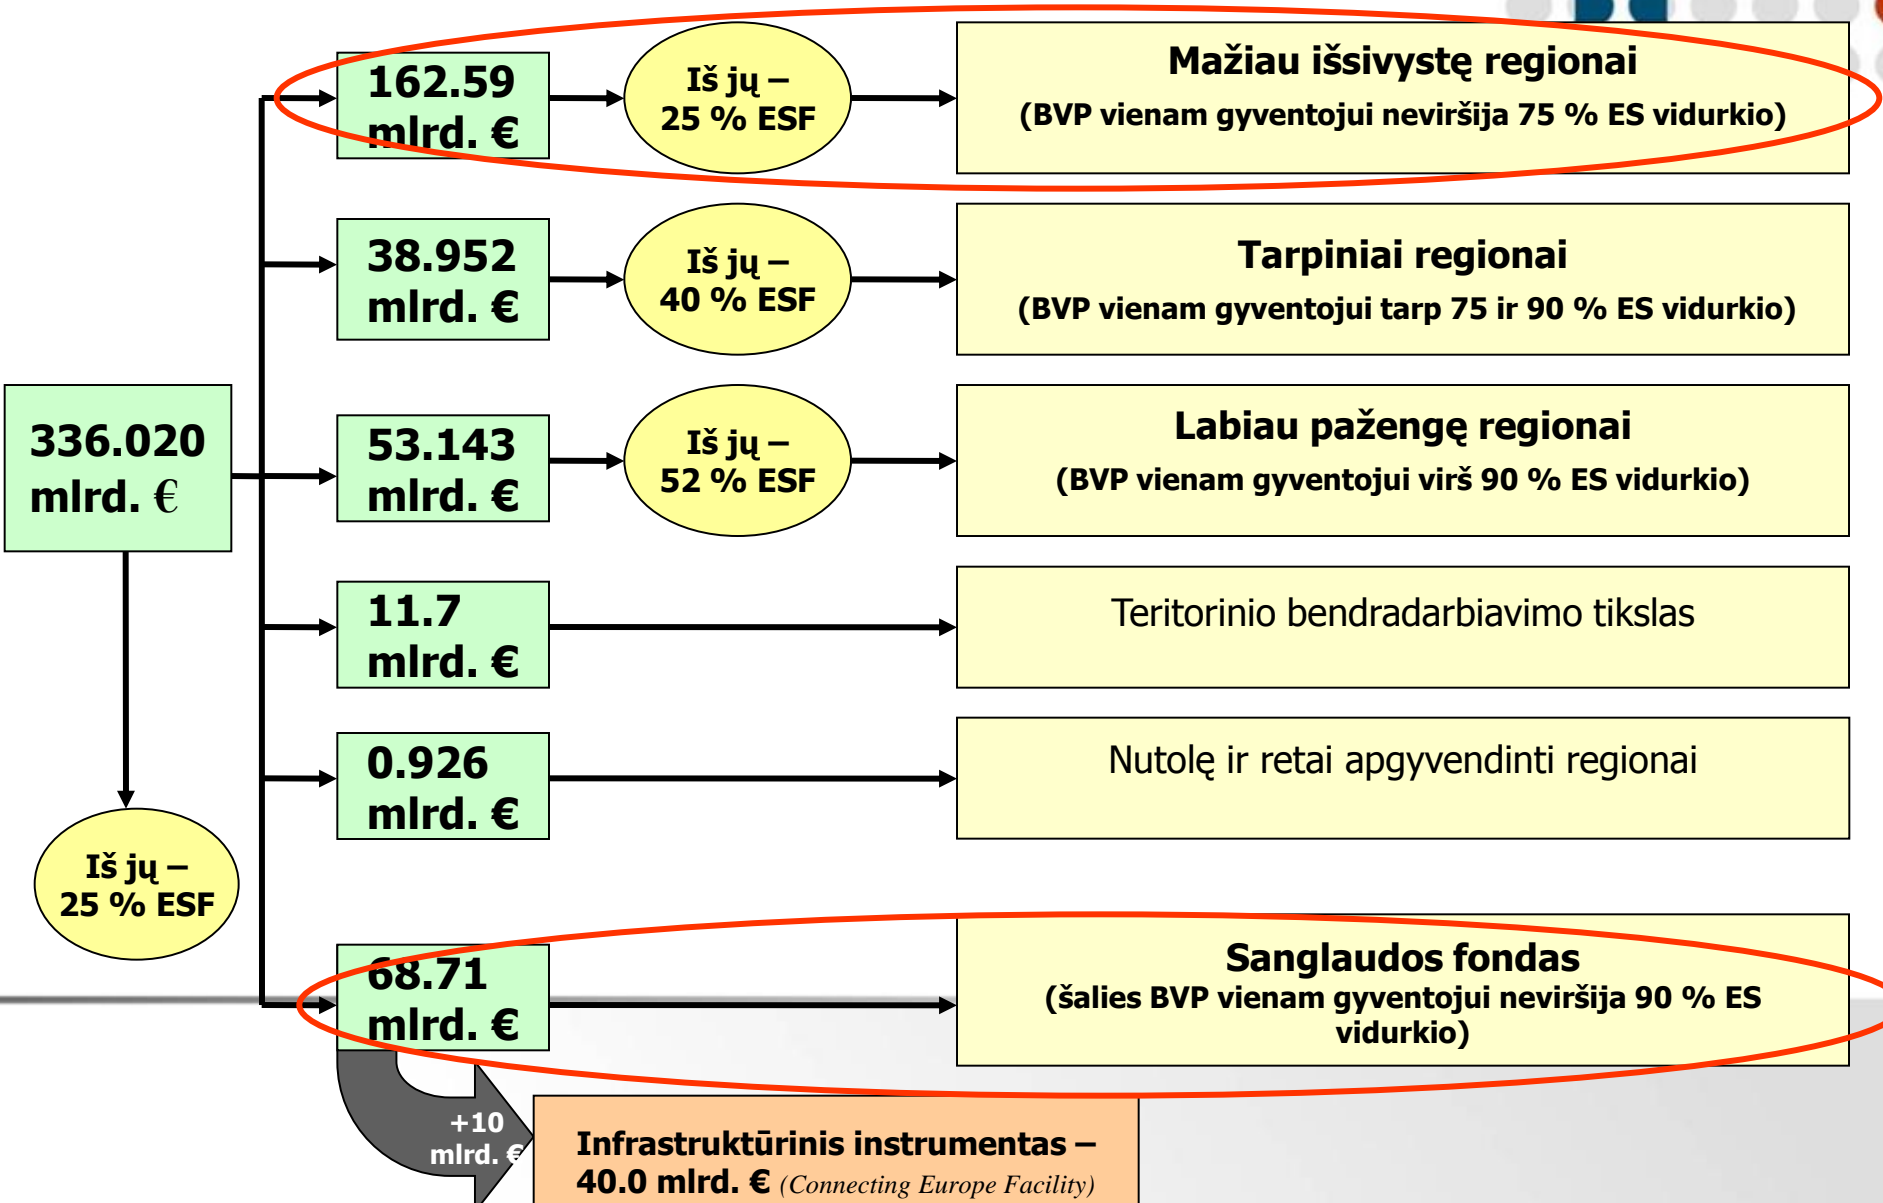 162.59
mlrd. €
Iš jų –
25 % ESF
Mažiau išsivystę regionai
(BVP vienam gyventojui neviršija 75 % ES vidurkio)
38.952
mlrd. €
Iš jų –
40 % ESF
Tarpiniai regionai
(BVP vienam gyventojui tarp 75 ir 90 % ES vidurkio)
336.020
mlrd. €
53.143
mlrd. €
Iš jų –
52 % ESF
Labiau pažengę regionai
(BVP vienam gyventojui virš 90 % ES vidurkio)
11.7
mlrd. €
Teritorinio bendradarbiavimo tikslas
0.926
mlrd. €
Nutolę ir retai apgyvendinti regionai
Iš jų –
25 % ESF
68.71
mlrd. €
Sanglaudos fondas
(šalies BVP vienam gyventojui neviršija 90 % ES
vidurkio)
+10
mlrd. €
Infrastruktūrinis instrumentas –
40.0 mlrd. € (Connecting Europe Facility)